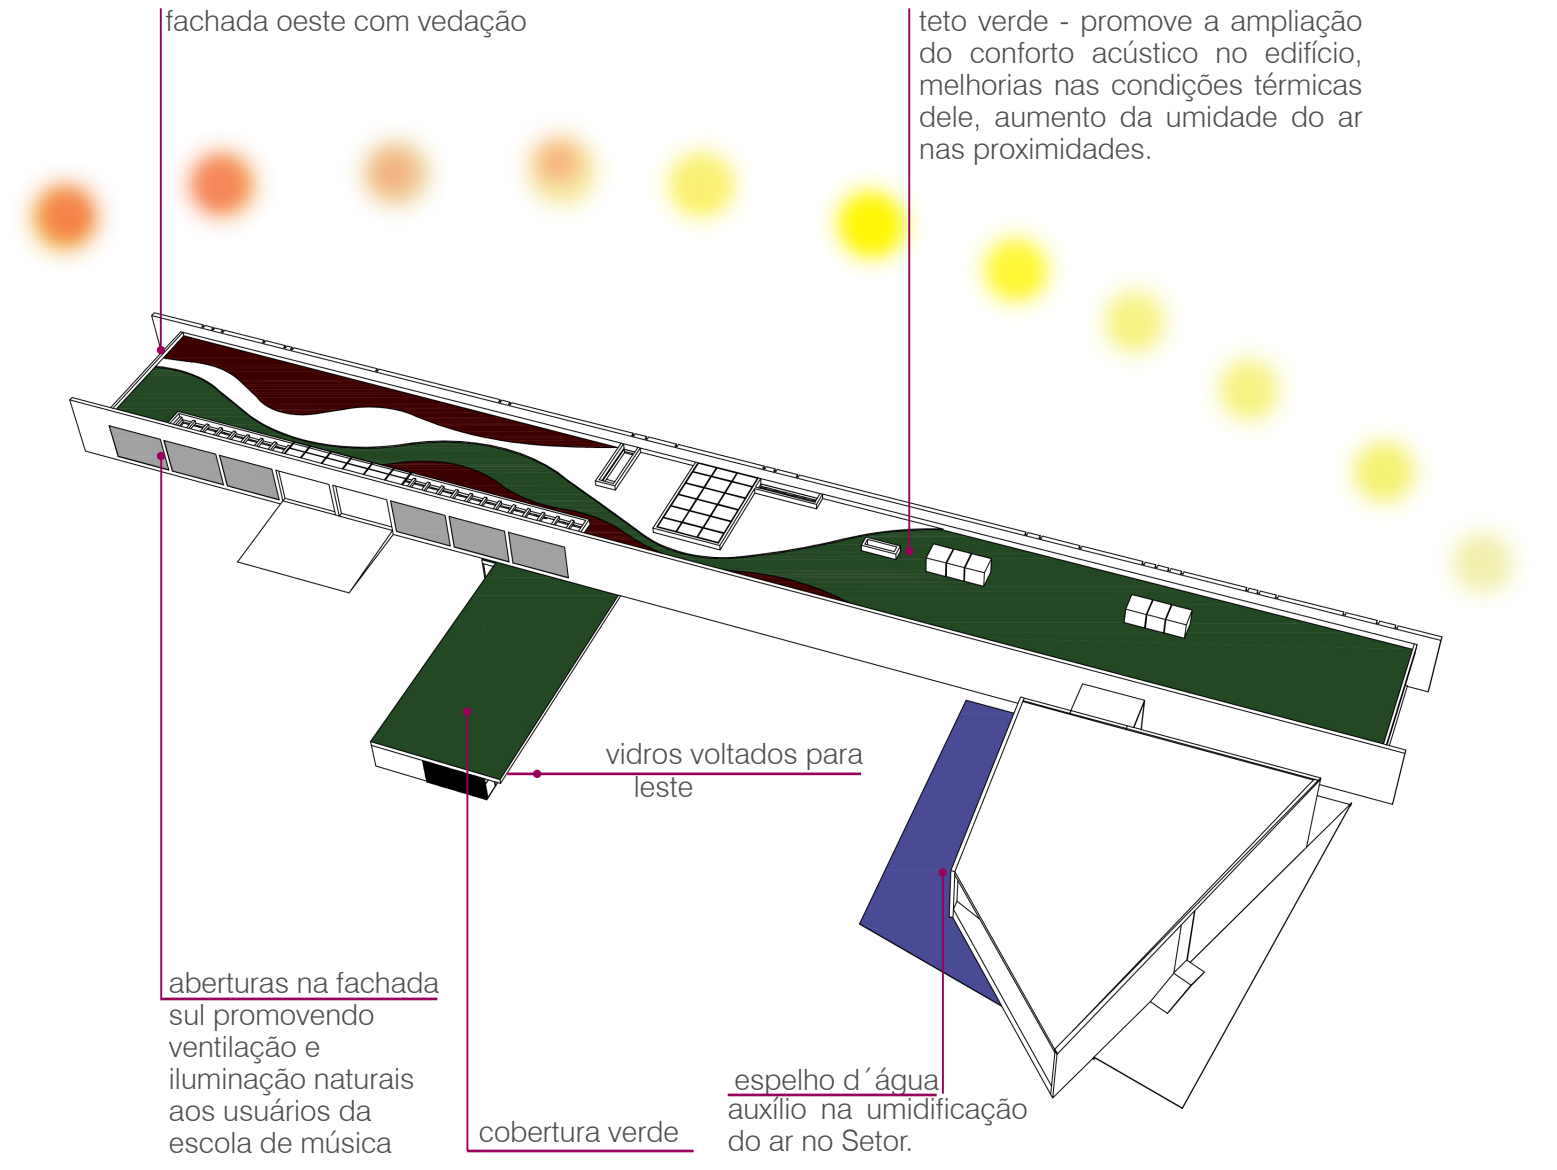 fachada oeste com vedação
teto verde - promove a ampliação
do conforto acústico no edifício,
melhorias nas condições térmicas
dele, aumento da umidade do ar
nas proximidades.
vidros voltados para
leste
aberturas na fachada
sul promovendo
ventilação e
iluminação naturais
aos usuários da
escola de música
cobertura verde
espelho d´água
auxílio na umidificação
do ar no Setor.